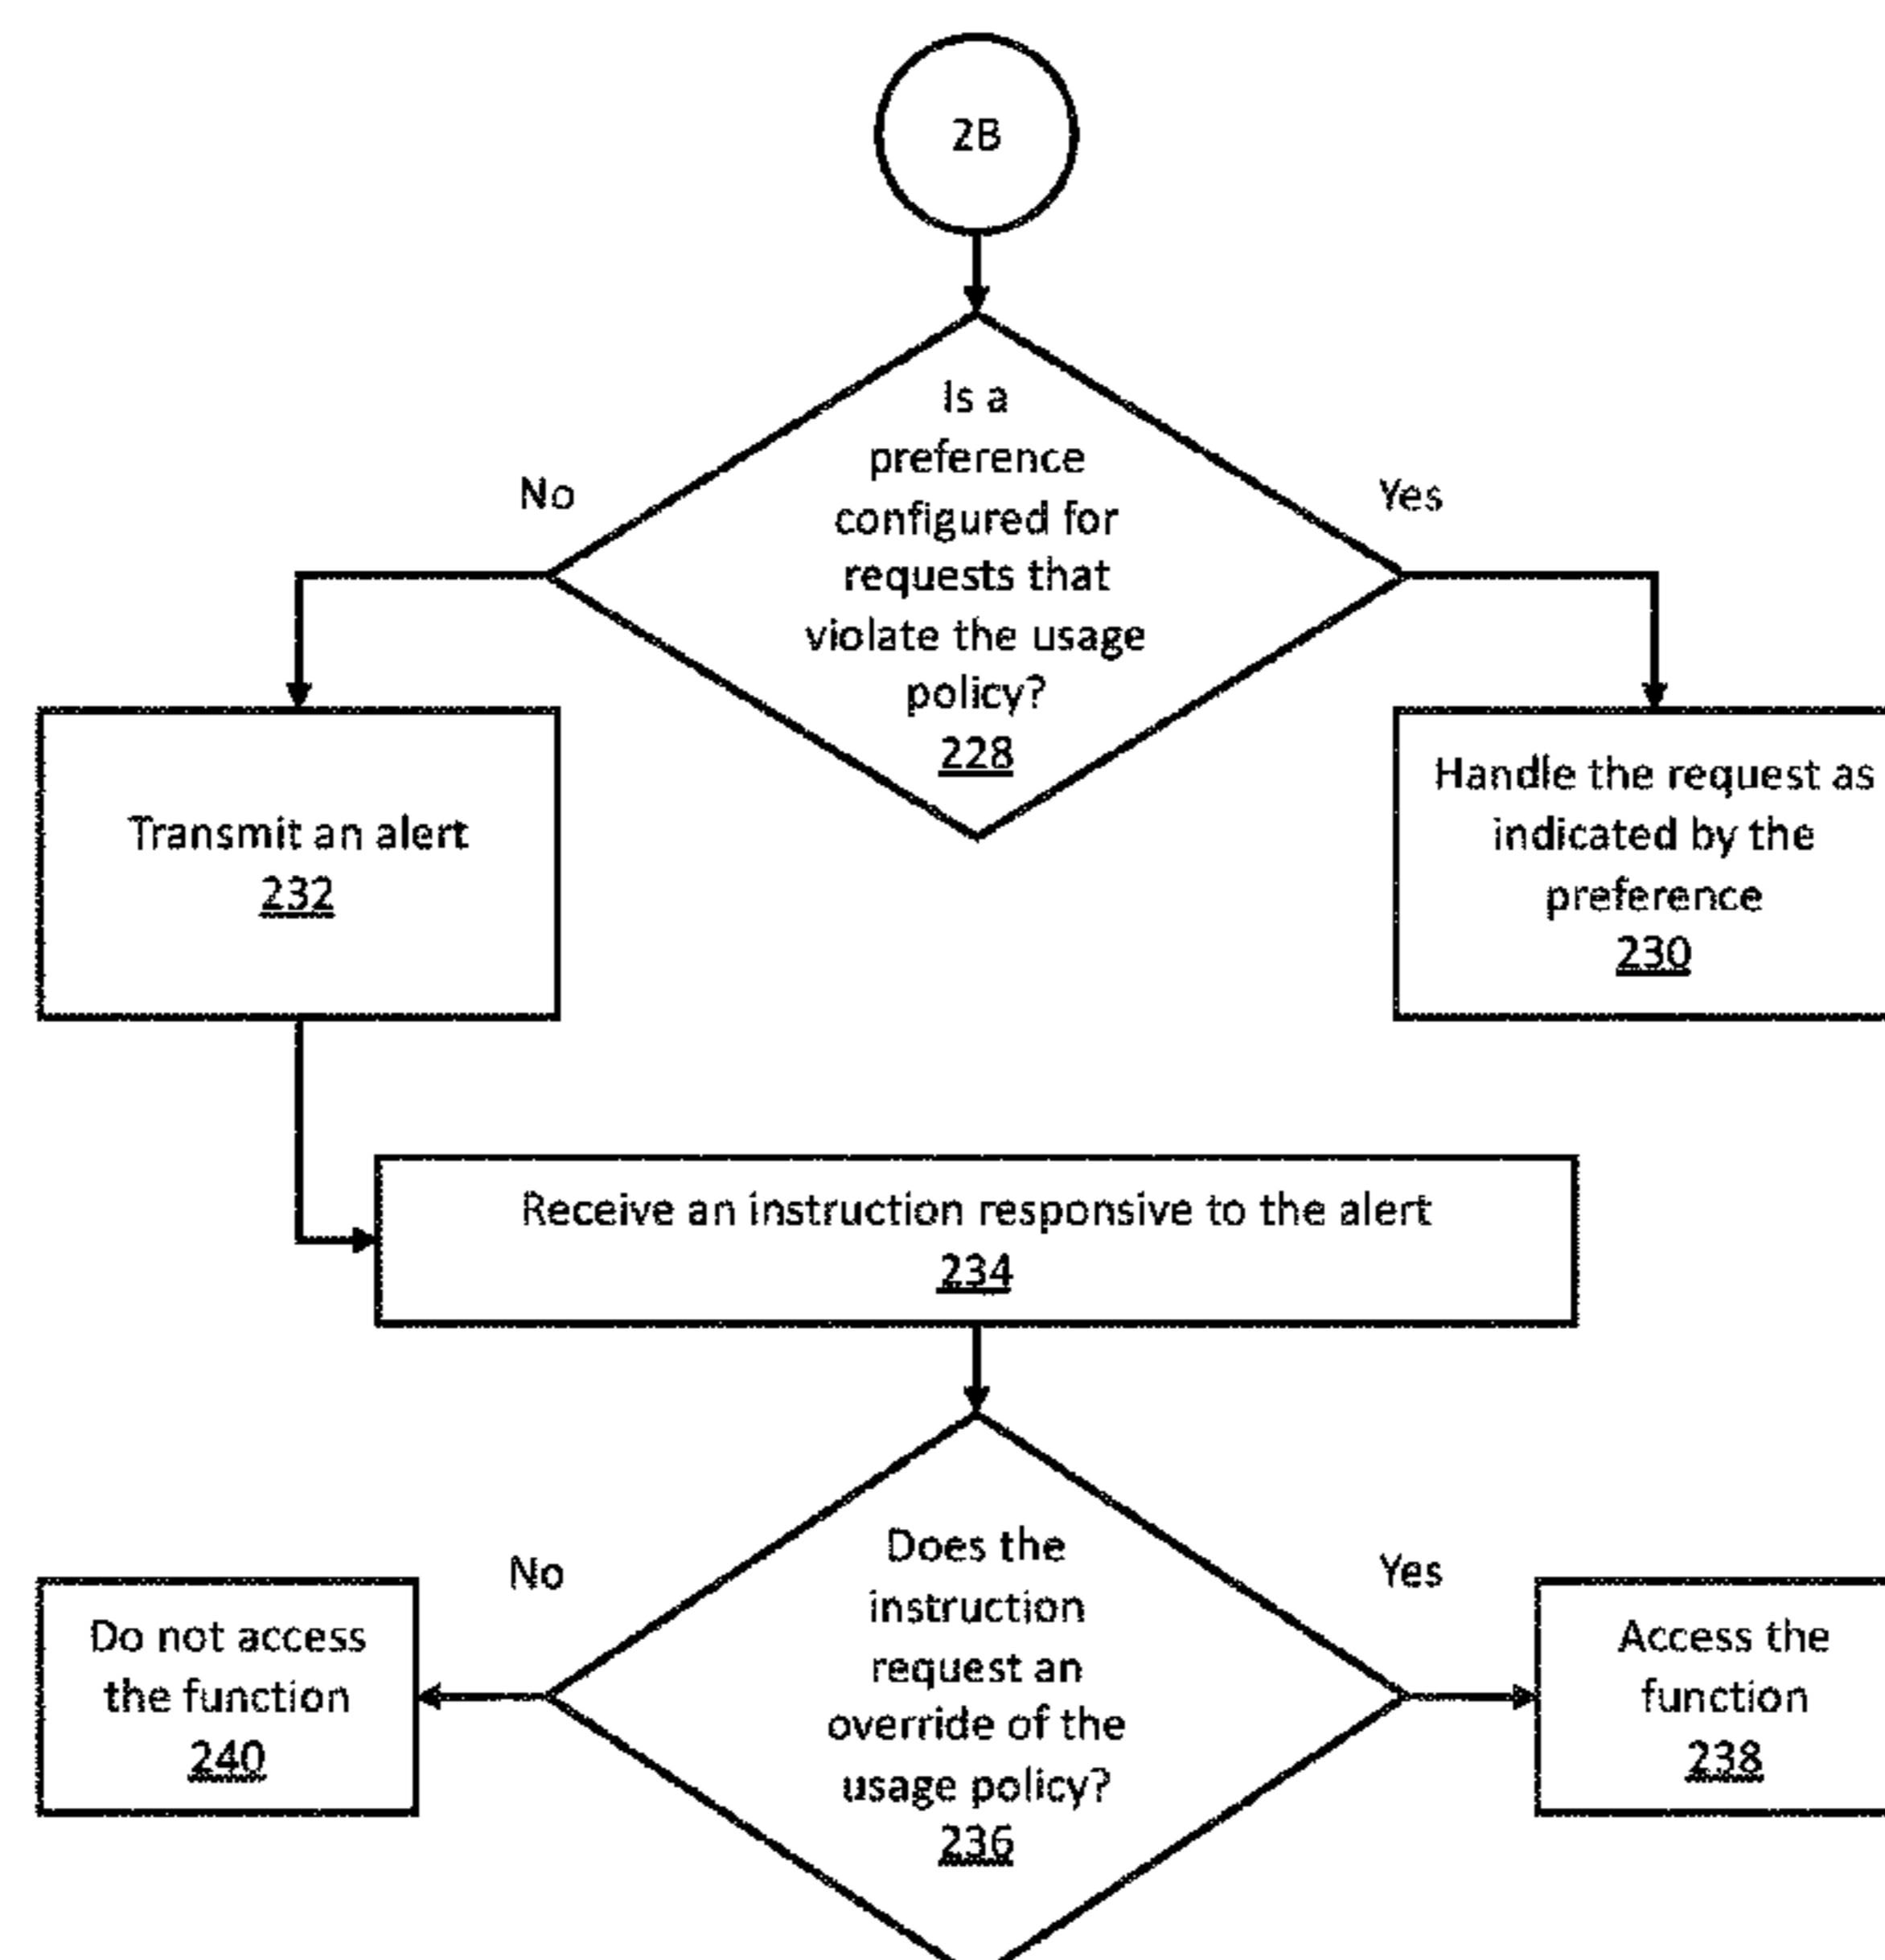 2B
Is a
preference
configured for
requests that
violate the usage
policy?
228
No
Yes
Transmit an alert
232
Handle the request as
indicated by the
preference
230
Receive an instruction responsive to the alert
234
Does the
instruction
request an
override of the
usage policy?
236
No
Yes
Do not access
the function
240
Access the
function
238